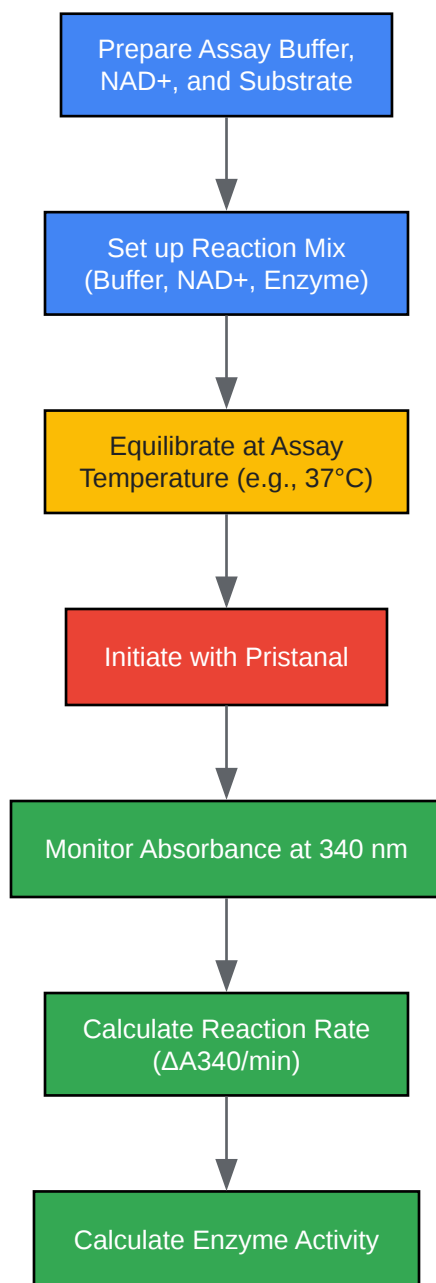 Prepare Assay Buffer,
NAD+, and Substrate
Set up Reaction Mix
(Buffer, NAD+, Enzyme)
Equilibrate at Assay
Temperature (e.g., 37°C)
Initiate with Pristanal
Monitor Absorbance at 340 nm
Calculate Reaction Rate
(ΔA340/min)
Calculate Enzyme Activity